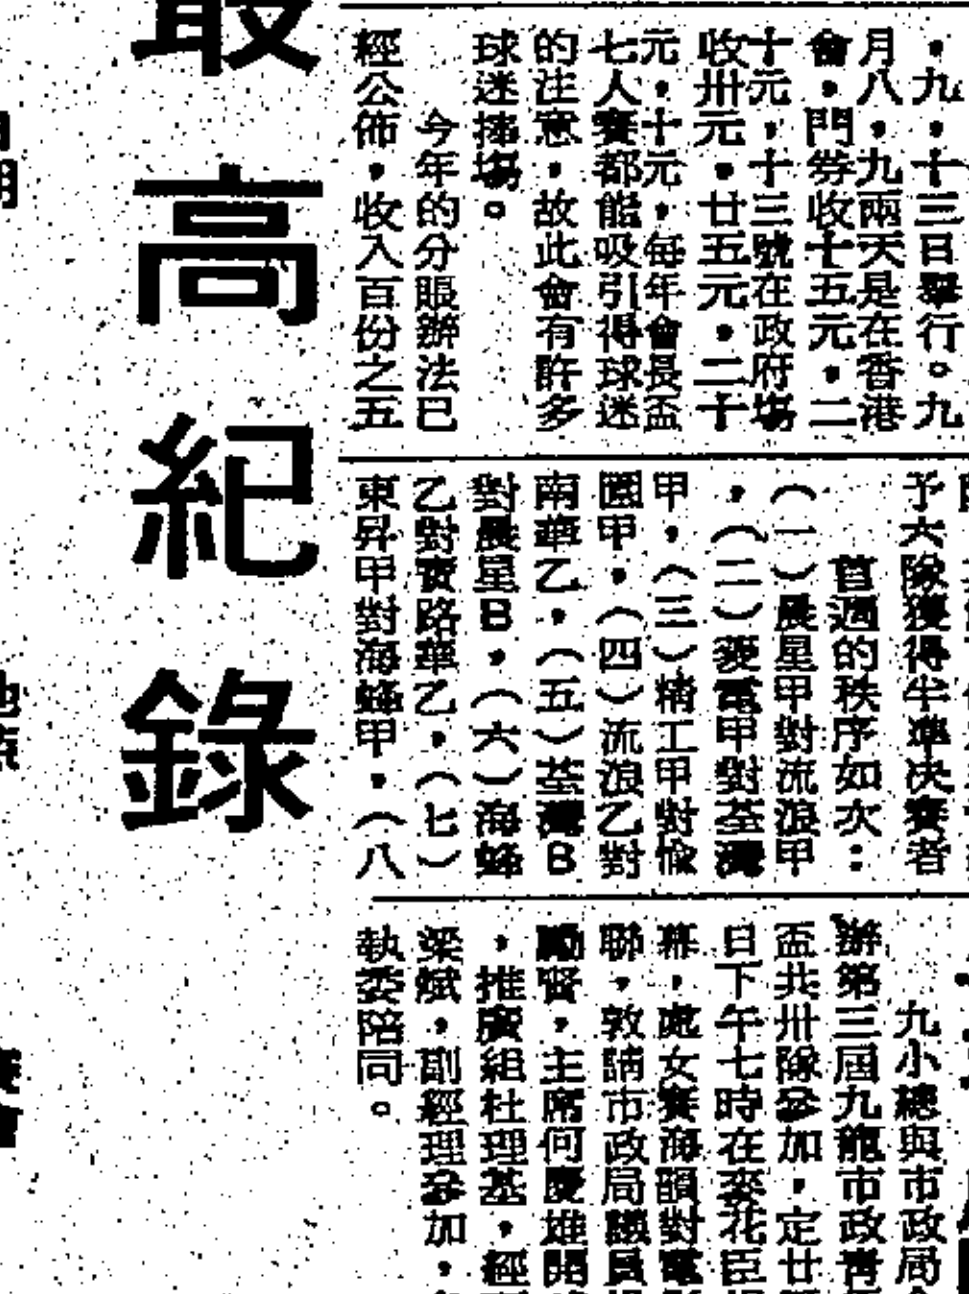 ，九，十三日舉行。九
月八，九兩天是在香港
會，門券收十五元，二
十元，十三號在政府塲
收卅元，廿五元，二十
元，十元，每年會長盃
七人賽都能吸引得球迷
的注意，故此會有許多
球迷捧塲。
今年的分賬辦法已
經公佈，收入百份之五
予六隊獲得半準决賽者
首週的秩序如次：
（一）晨星甲對流浪甲
，（二）菱電甲對荃灣
甲，（三）精工甲對愉
園甲，（四）流浪乙對
南華乙，（五）荃灣B
對晨星B，（六）海蜂
乙對寶路華乙，（七）
東昇甲對海蜂甲，（八
九小總與市政局
辦第三屆九龍市政青
盃共卅隊參加，定廿
日下午七時在麥花臣
幕，處女賽海韻對電
聯，敦請市政局議員
勵賢，主席何慶雄開
，推廣組杜理基，經
梁斌，副經理參加，
執委陪同。
最高紀錄